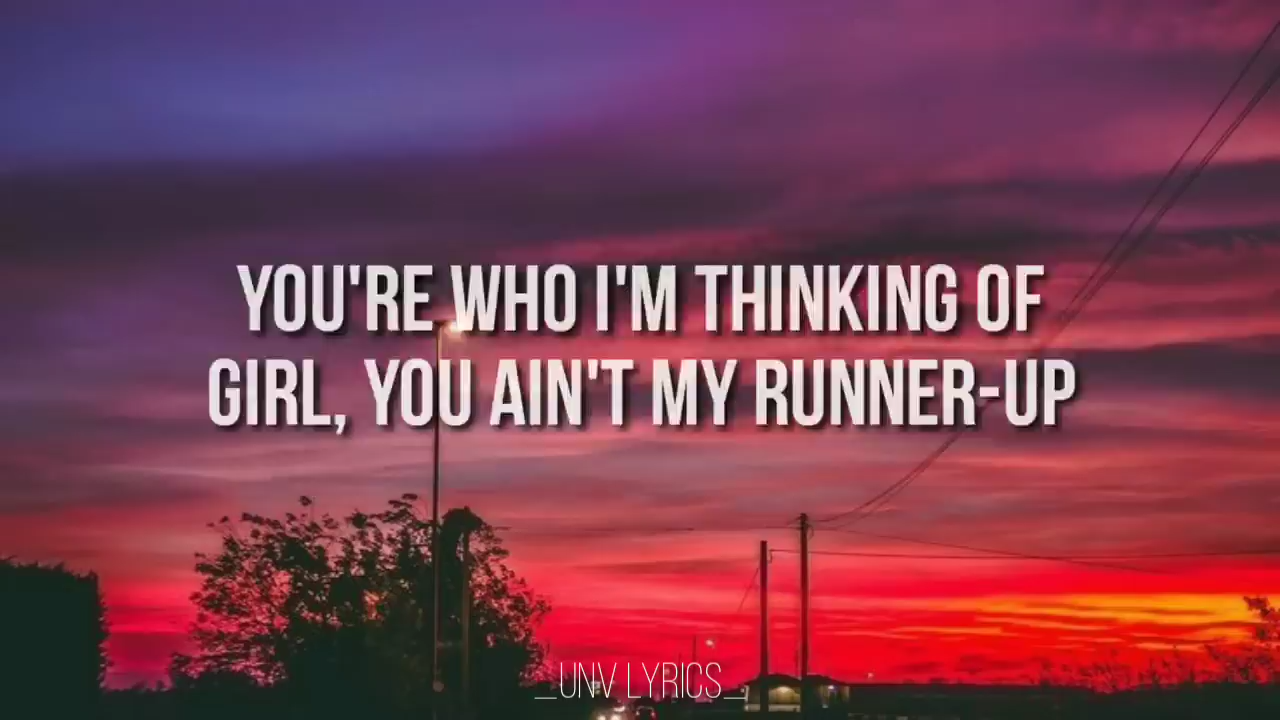 YOU'RE WHO I'M THINKING OF
GIRL, YOU AIN'T MY RUNNER-UP
_UNV LYRICS_